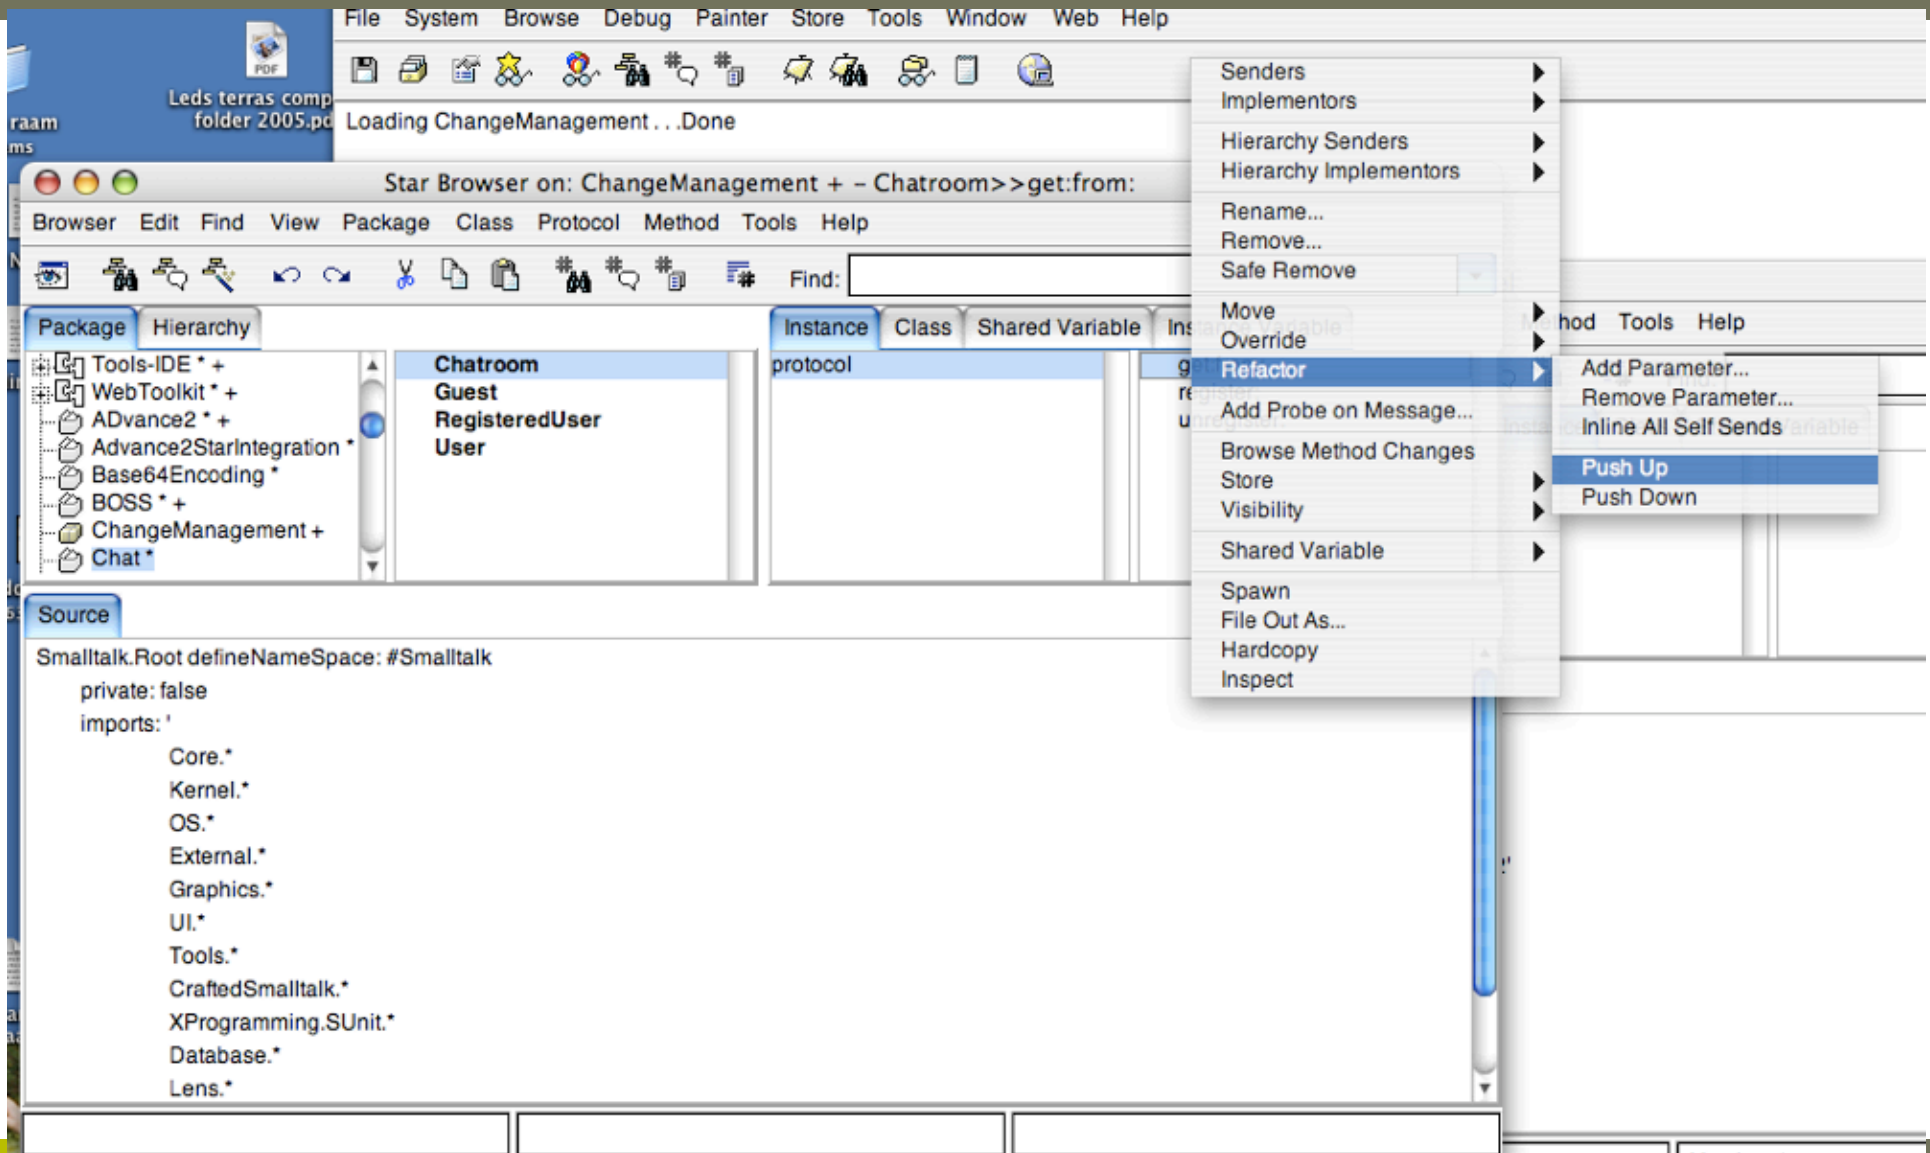 File System Browse Debug Painter Store Tools Window Web Help
PDF
Leds terras comp
folder 2005.pd
raam
ms
Loading ChangeManagement . . .Done
Star Browser on: ChangeManagement + – Chatroom>>get:from:
Browser Edit Find View Package Class Protocol Method Tools Help
Find:
Package Hierarchy
Instance Class Shared Variable Instance Variable
Tools-IDE * +
WebToolkit * +
ADvance2 * +
Advance2StarIntegration *
Base64Encoding *
BOSS * +
ChangeManagement +
Chat *
Chatroom
Guest
RegisteredUser
User
protocol
register:
unregister:
Senders
Implementors
Hierarchy Senders
Hierarchy Implementors
Rename...
Remove...
Safe Remove
Move
Override
Refactor
Add Probe on Message...
Browse Method Changes
Store
Visibility
Shared Variable
Spawn
File Out As...
Hardcopy
Inspect
hod Tools Help
Add Parameter...
Remove Parameter...
Inline All Self Sends
Push Up
Push Down
Source
Smalltalk.Root defineNameSpace: #Smalltalk
private: false
imports: '
Core.*
Kernel.*
OS.*
External.*
Graphics.*
UI.*
Tools.*
CraftedSmalltalk.*
XProgramming.SUnit.*
Database.*
Lens.*